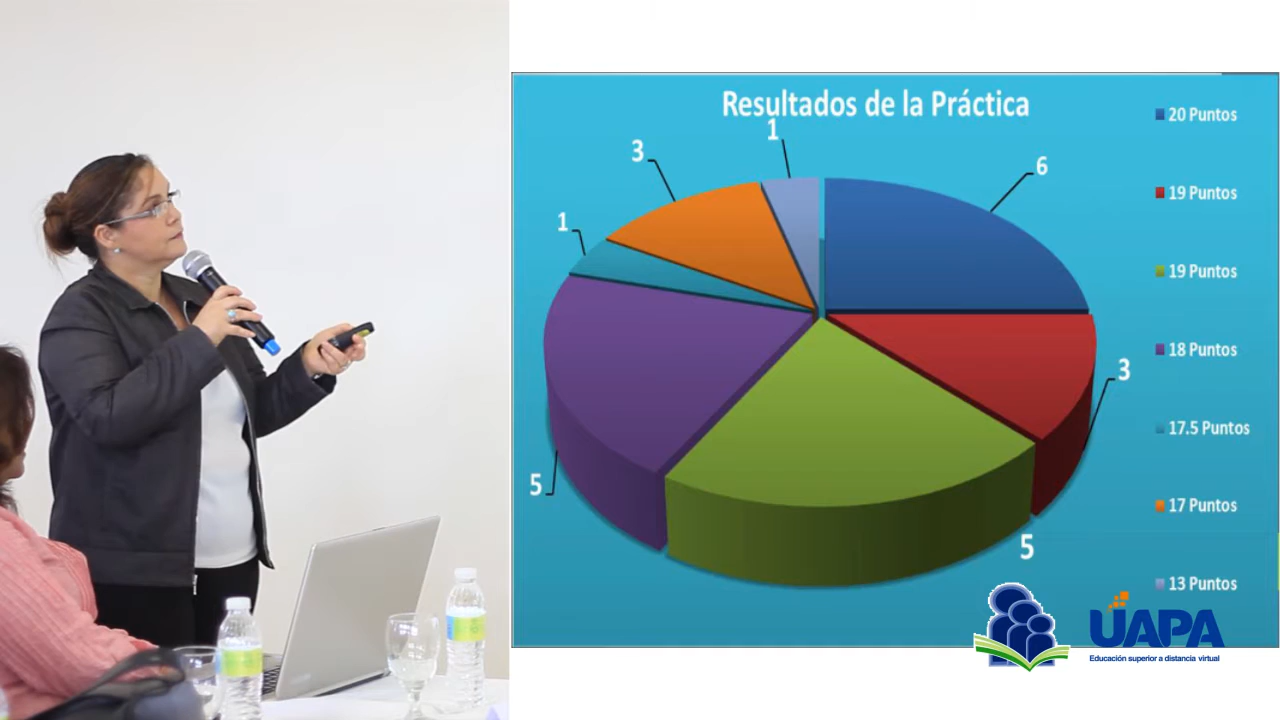 Resultados de la Práctica
1
3
6
1
3
5
5
20 Puntos
19 Puntos
19 Puntos
18 Puntos
17.5 Puntos
17 Puntos
13 Puntos
UAPA
Educación superior a distancia virtual